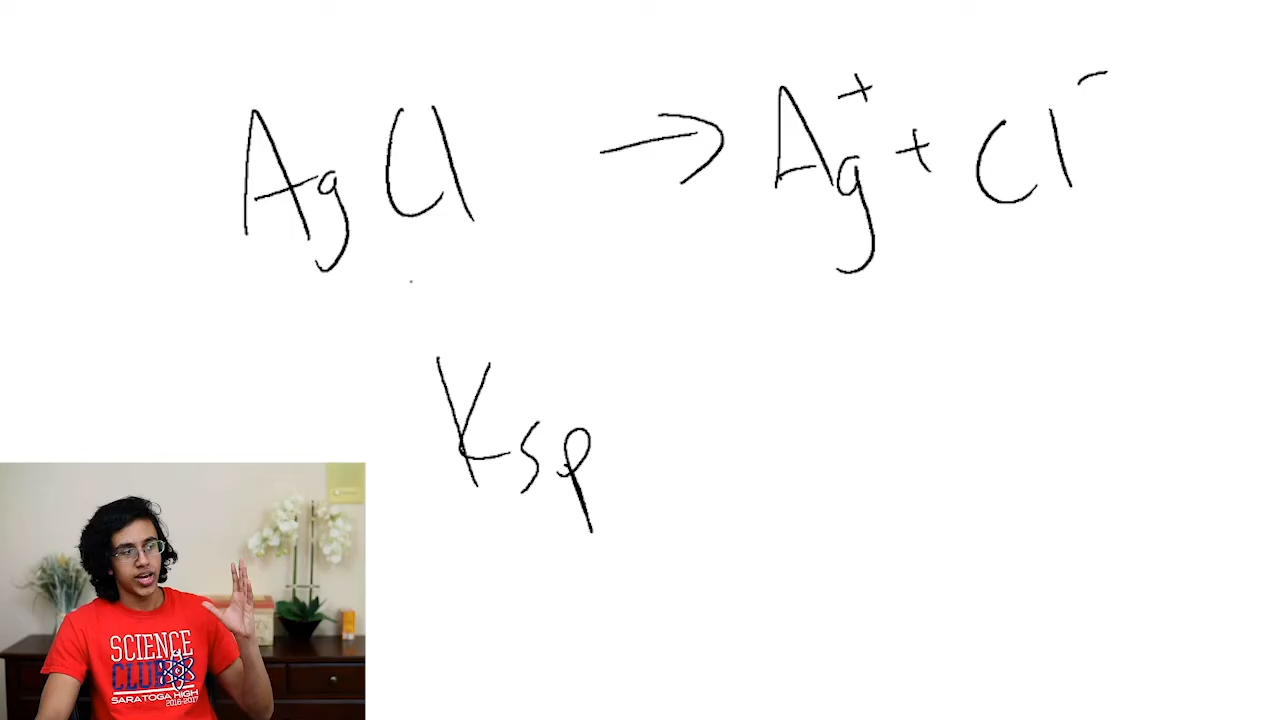 AgCl → Ag⁺ + Cl⁻
Ksp
SCIENCE
CLUB
SARATOGA HIGH
2016-2017